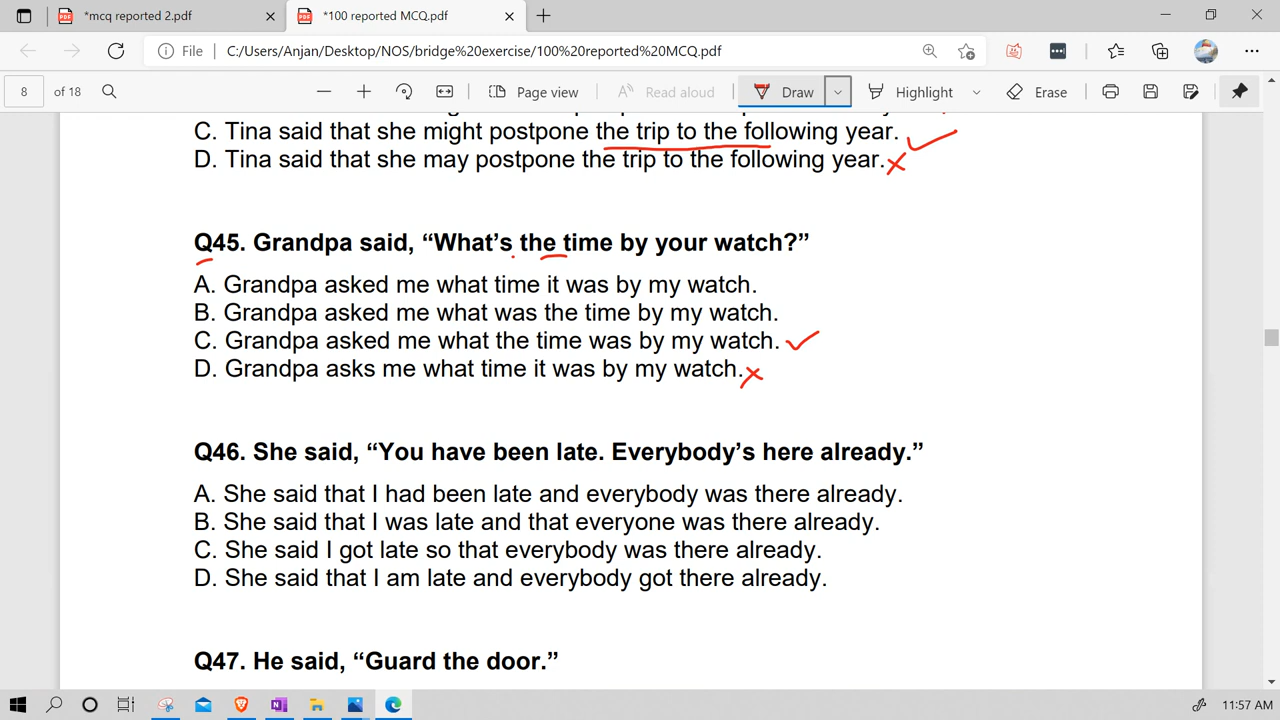 *mcq reported 2.pdf
*100 reported MCQ.pdf
File C:/Users/Anjan/Desktop/NOS/bridge%20exercise/100%20reported%20MCQ.pdf
8 of 18 Page view Read aloud Draw Highlight Erase
C. Tina said that she might postpone the trip to the following year.
D. Tina said that she may postpone the trip to the following year.
Q45. Grandpa said, “What’s the time by your watch?”
A. Grandpa asked me what time it was by my watch.
B. Grandpa asked me what was the time by my watch.
C. Grandpa asked me what the time was by my watch.
D. Grandpa asks me what time it was by my watch.
Q46. She said, “You have been late. Everybody’s here already.”
A. She said that I had been late and everybody was there already.
B. She said that I was late and that everyone was there already.
C. She said I got late so that everybody was there already.
D. She said that I am late and everybody got there already.
Q47. He said, “Guard the door.”
11:57 AM